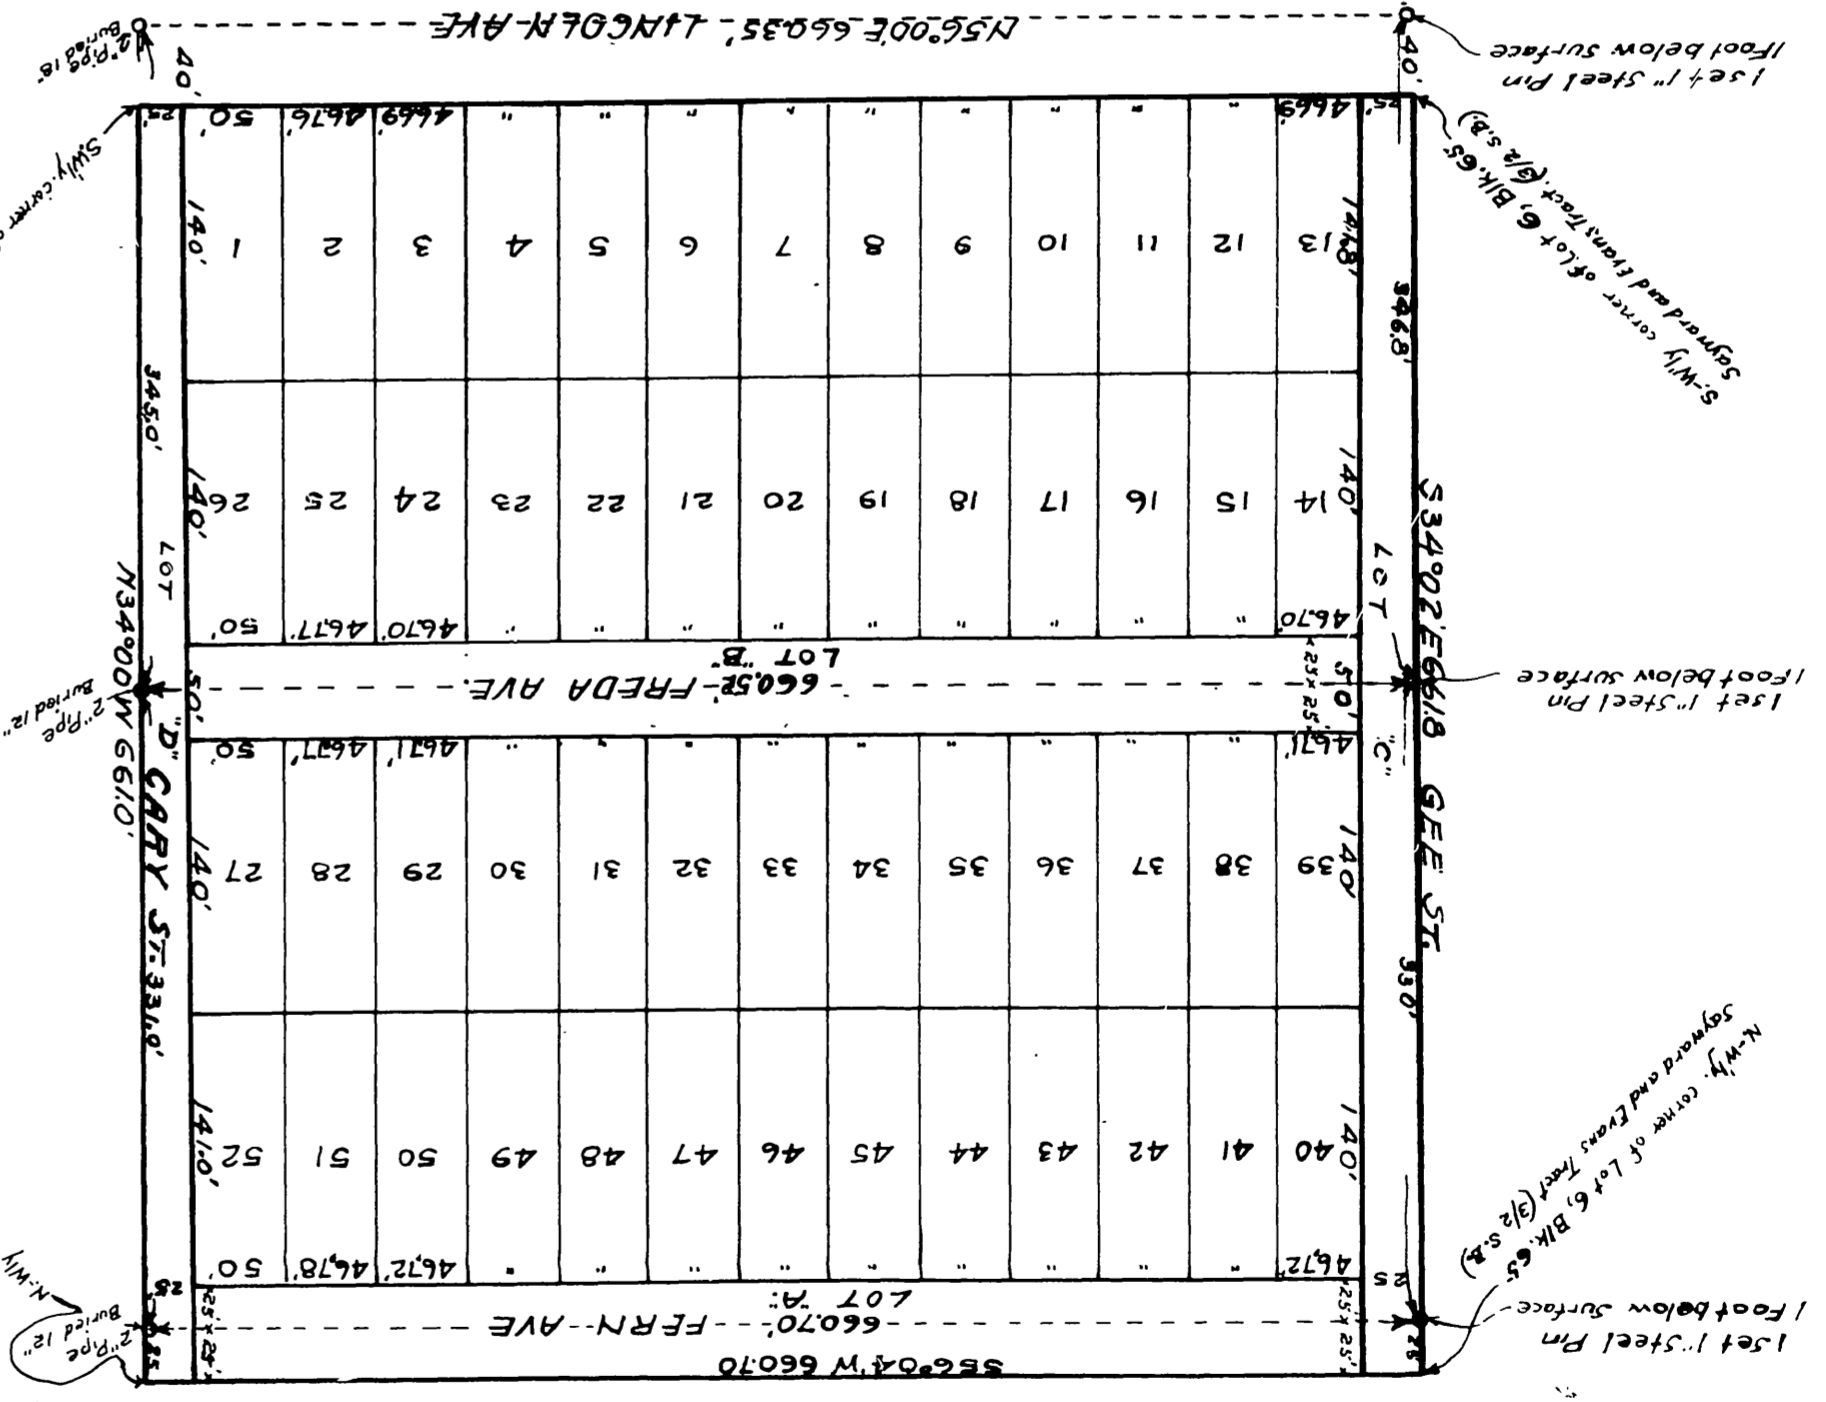 S56°04'W 660.70
1 Set 1" Steel Pin
1 Foot below Surface
25'
25' x 25'
660.70' FERN AVE
LOT "A"
25' x 25'
25
2" Pipe
Buried 12"
N.-W'ly
N.-W'ly. corner of Lot 6, Blk. 65
Sayward and Evans Tract (3/2 S.B.)
25
25
46.72' " " " " " " " " 46.72' 46.78' 50'
140'
40 41 42 43 44 45 46 47 48 49 50 51 52
141.0'
330'
331.0'
39 38 37 36 35 34 33 32 31 30 29 28 27
140'
140'
46.71' " " " " " " " " 46.71' 46.77' 50'
S34°02'E 661.8 GEE ST.
LOT "C"
LOT "D" CARY ST.
N34°00'W 661.0'
1 set 1" Steel Pin
1 Foot below surface
50'
25' x 25'
660.52' FREDA AVE.
LOT "B"
50'
2" Pipe
Buried 12"
46.70' " " " " " " " " 46.70' 46.77' 50'
140'
14 15 16 17 18 19 20 21 22 23 24 25 26
140'
346.8'
345.0'
13 12 11 10 9 8 7 6 5 4 3 2 1
141.8'
140'
46.69' " " " " " " " " 46.69' 46.76' 50'
25'
25'
S.-W'ly corner of Lot 6, Blk. 65
Sayward and Evans Tract. (3/2 S.B.)
S.W'ly. corner
1 set 1" Steel Pin
1 Foot below surface
40'
40'
N56°00'E 660.35' LINCOLN AVE
2" Pipe
Buried 18"